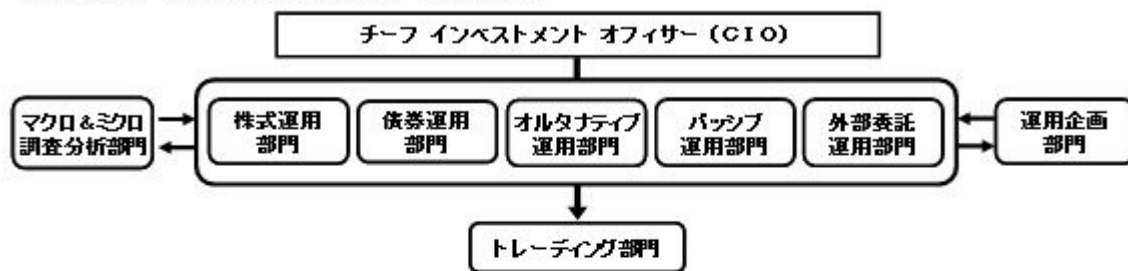 チーフ インベストメント オフィサー (CIO)
マクロ&ミクロ
調査分析部門
株式運用
部門
債券運用
部門
オルタナティブ
運用部門
パッシブ
運用部門
外部委託
運用部門
運用企画
部門
トレーディング部門